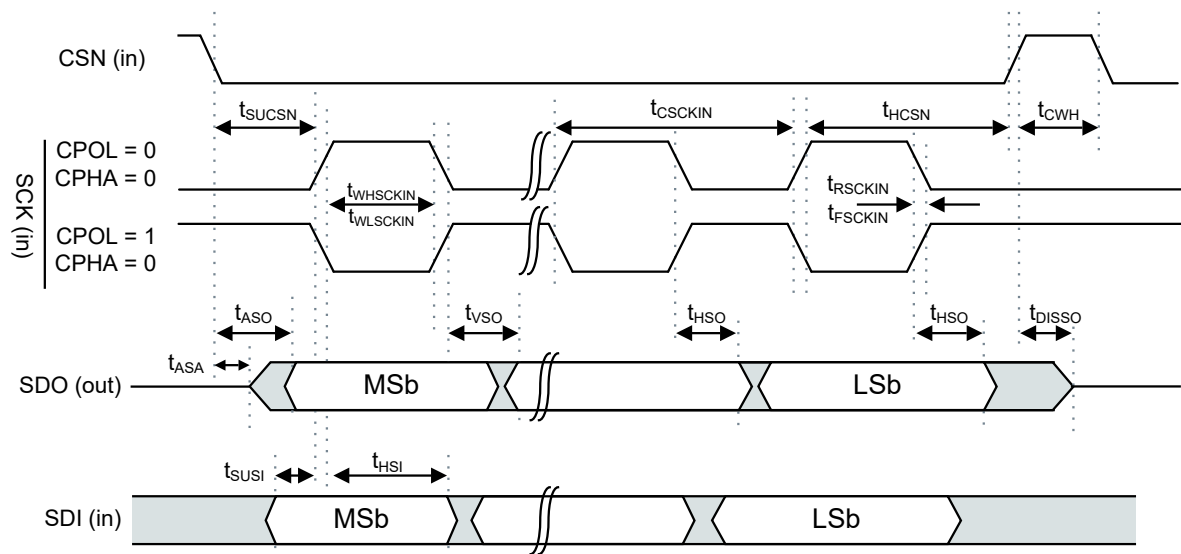 CSN (in)
tSUCSN
tCSCKIN
tHCSN
tCWH
SCK (in)
CPOL = 0
CPHA = 0
tWHSCKIN
tWLSCKIN
tRSCKIN
tFSCKIN
CPOL = 1
CPHA = 0
tASO
tVSO
tHSO
tHSO
tDISSO
tASA
SDO (out)
MSb
LSb
tSUSI
tHSI
SDI (in)
MSb
LSb